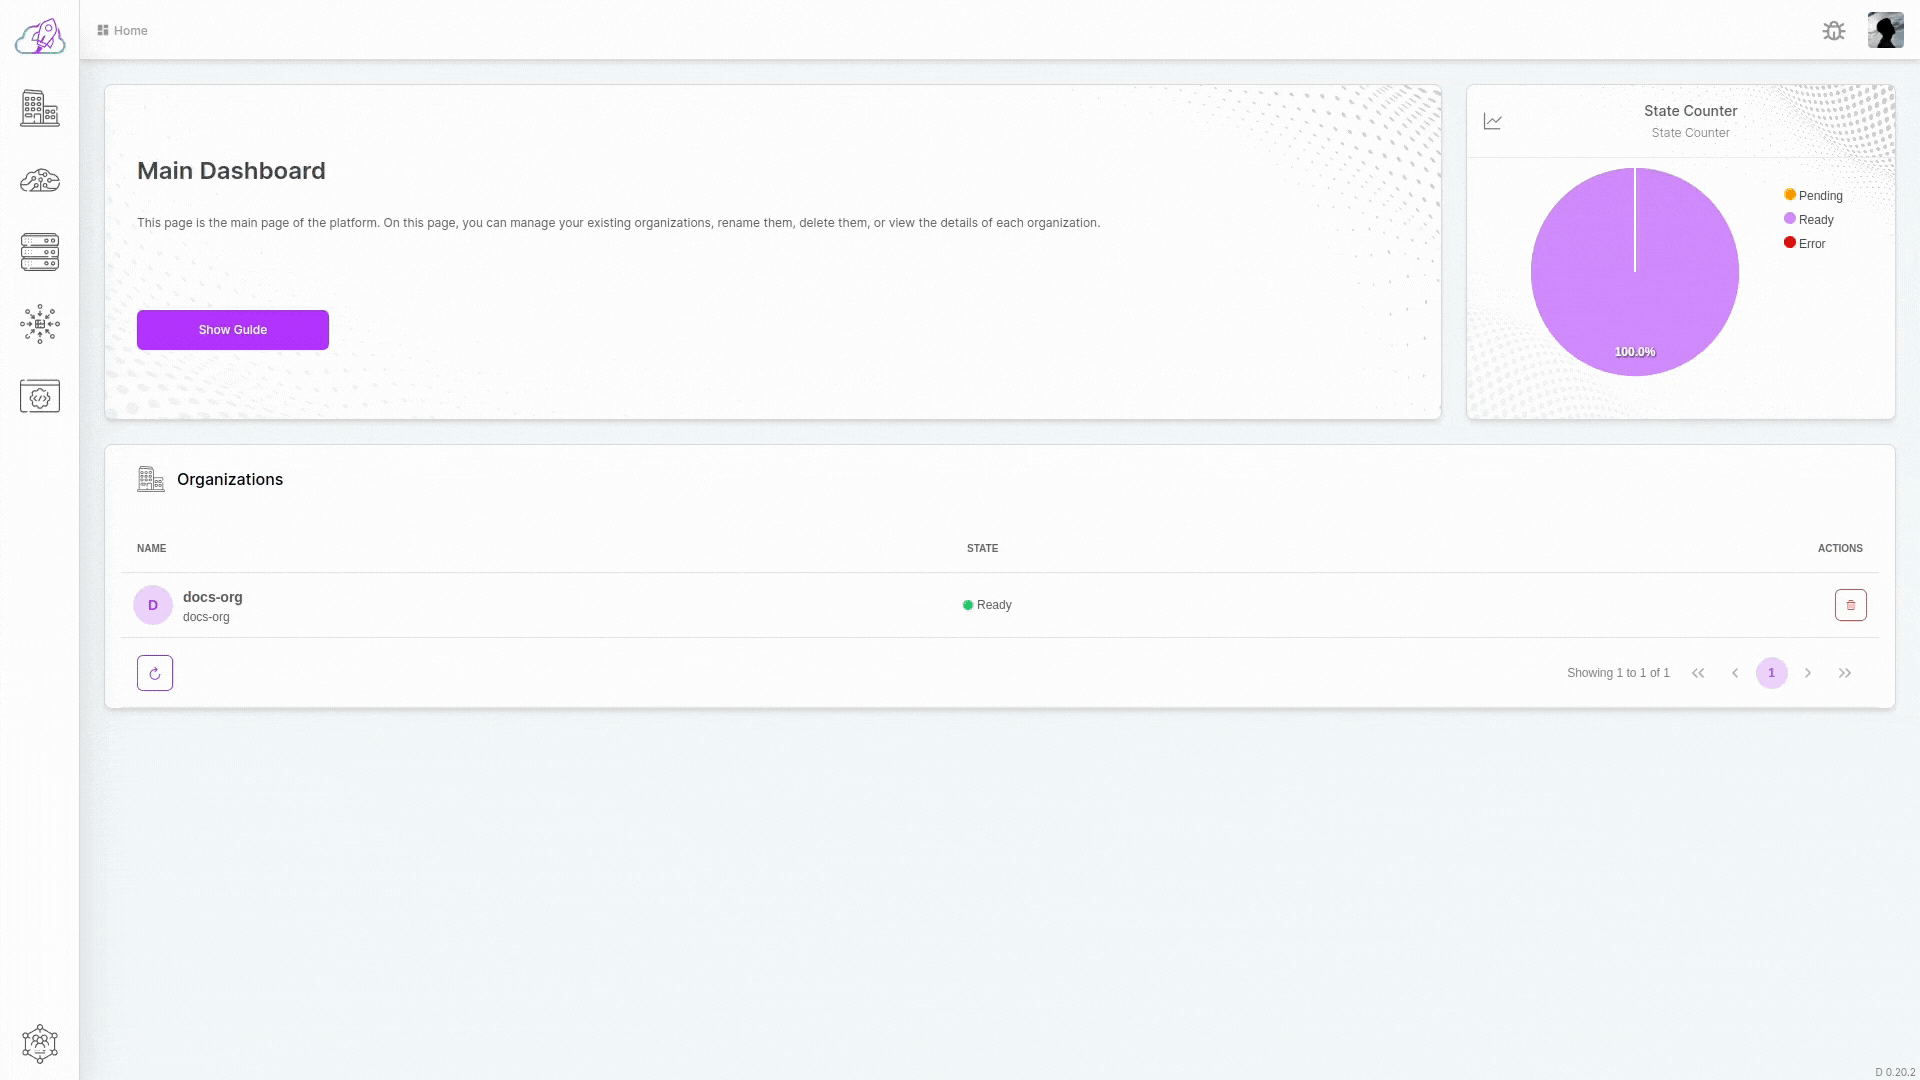 Home
Main Dashboard
This page is the main page of the platform. On this page, you can manage your existing organizations, rename them, delete them, or view the details of each organization.
Show Guide
State Counter
State Counter
Pending
Ready
Error
100.0%
Organizations
NAME STATE ACTIONS
D docs-org
docs-org
Ready
Showing 1 to 1 of 1
1
D 0.20.2